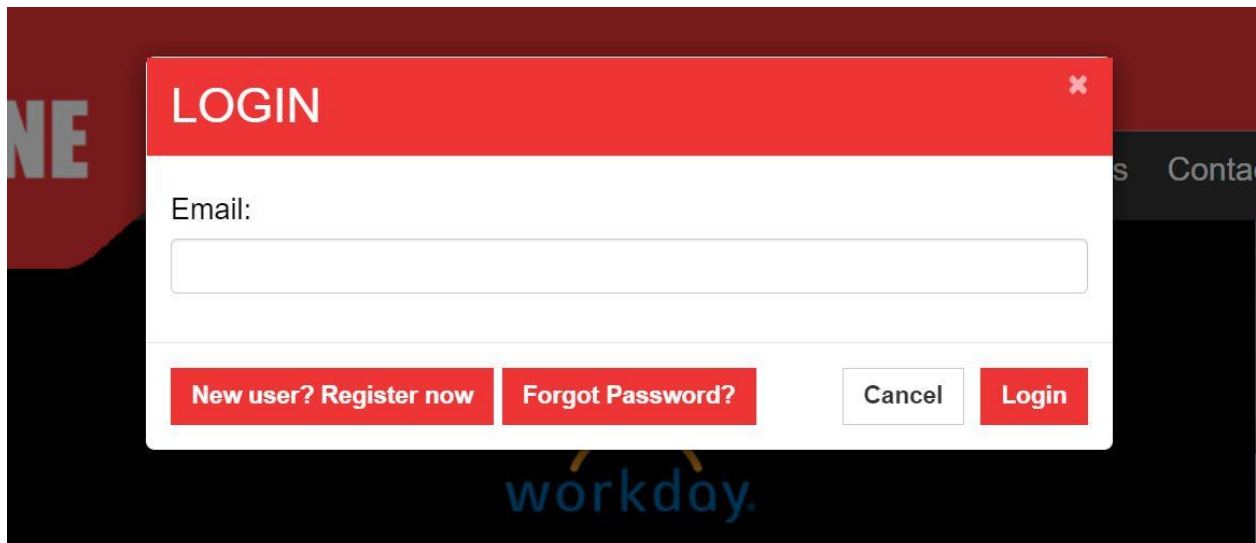 LOGIN
NE
s Conta
Email:
New user? Register now Forgot Password? Cancel Login
workday.